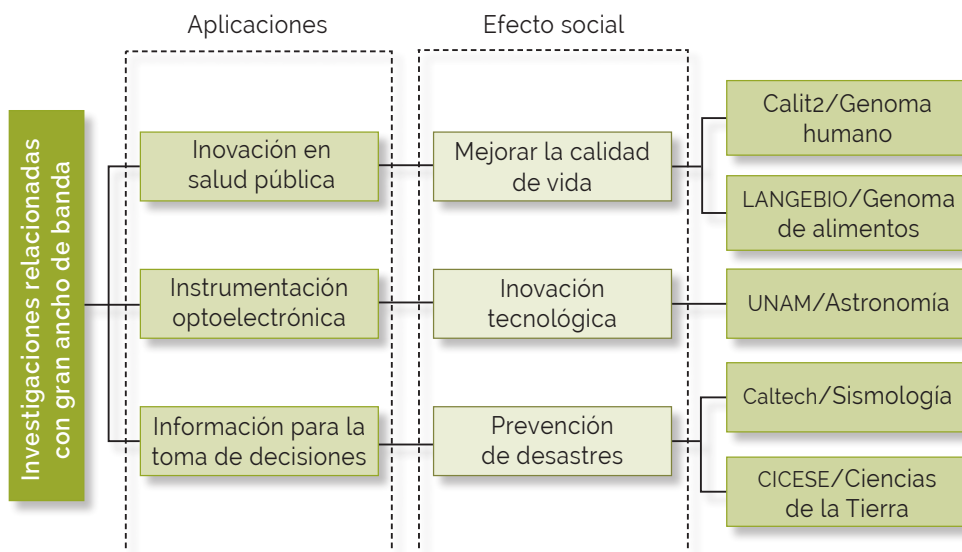 Aplicaciones
Efecto social
Investigaciones relacionadas
con gran ancho de banda
Inovación en
salud pública
Mejorar la calidad
de vida
Calit2/Genoma
humano
LANGEBIO/Genoma
de alimentos
Instrumentación
optoelectrónica
Inovación
tecnológica
UNAM/Astronomía
Información para la
toma de decisiones
Prevención
de desastres
Caltech/Sismología
CICESE/Ciencias
de la Tierra